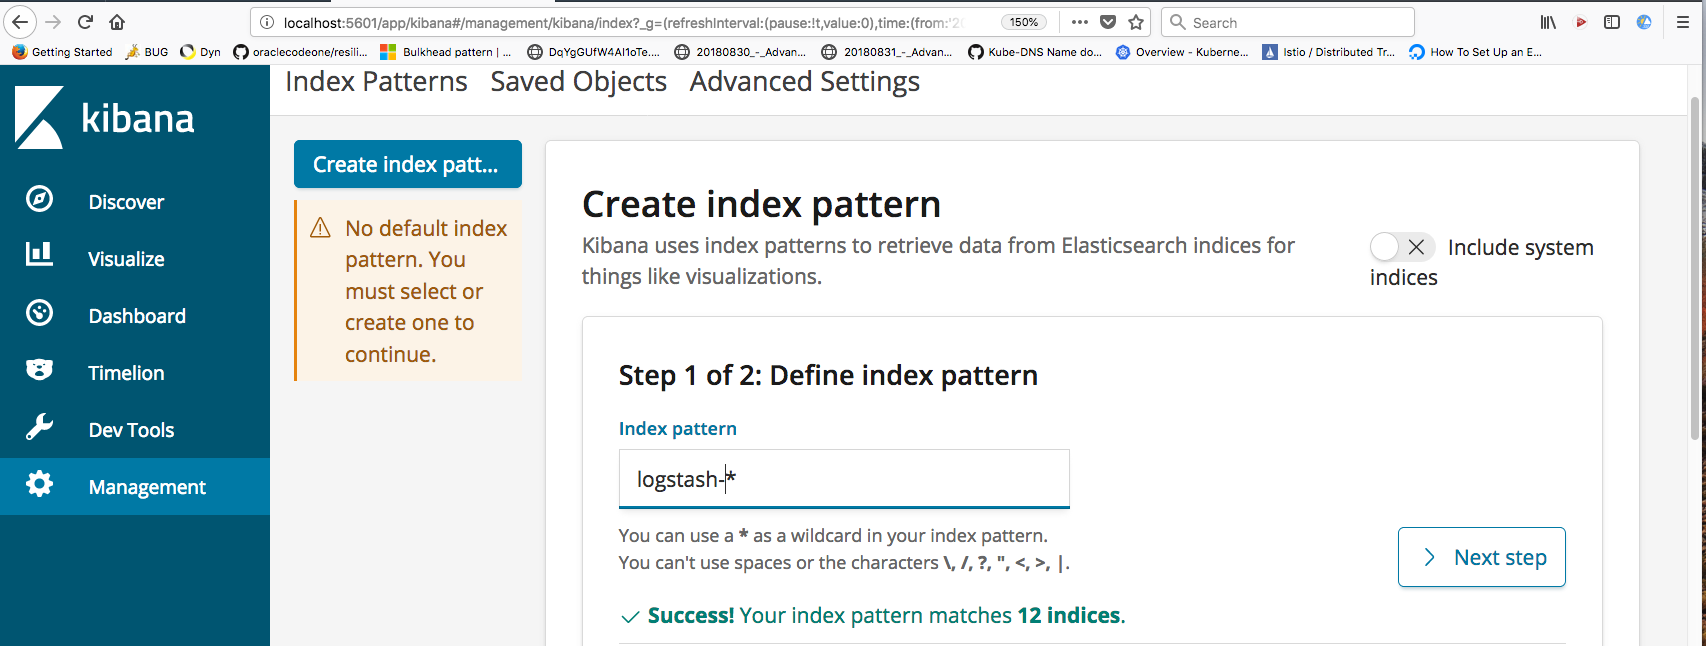 localhost:5601/app/kibana#/management/kibana/index?_g=(refreshInterval:(pause:!t,value:0),time:(from:'20
150%
Search
Getting Started
BUG
Dyn
oraclecodeone/resili...
Bulkhead pattern | ...
DqYgGUfW4AI1oTe....
20180830_-_Advan...
20180831_-_Advan...
Kube-DNS Name do...
Overview - Kuberne...
Istio / Distributed Tr...
How To Set Up an E...
Index Patterns Saved Objects Advanced Settings
kibana
Discover
Visualize
Dashboard
Timelion
Dev Tools
Management
Create index patt...
No default index
pattern. You
must select or
create one to
continue.
Create index pattern
Kibana uses index patterns to retrieve data from Elasticsearch indices for
things like visualizations.
Include system
indices
Step 1 of 2: Define index pattern
Index pattern
logstash-*
You can use a * as a wildcard in your index pattern.
You can't use spaces or the characters \, /, ?, ", <, >, |.
Next step
Success! Your index pattern matches 12 indices.